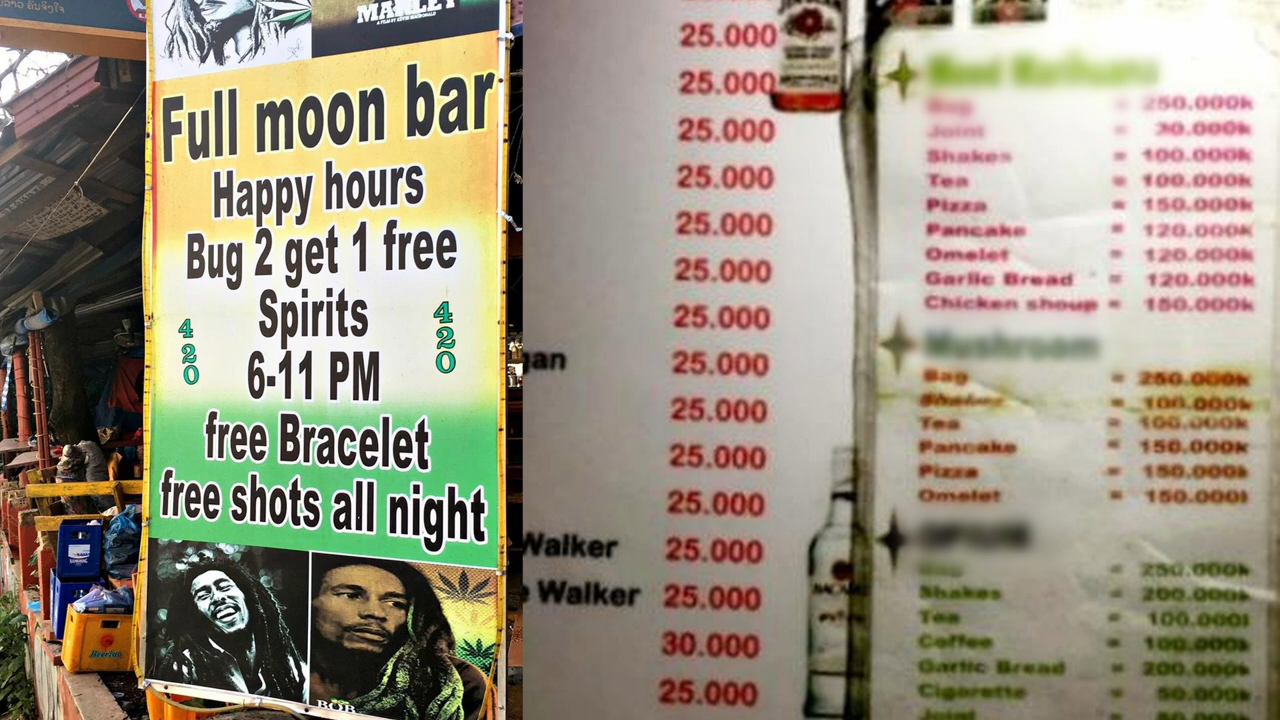 MARLEY
Full moon bar
Happy hours
Bug 2 get 1 free
Spirits
6-11 PM
free Bracelet
free shots all night
420
420
BOB
Beerlao
25.000
25.000
25.000
25.000
25.000
25.000
25.000
gan 25.000
25.000
25.000
25.000
Walker 25.000
e Walker 25.000
30.000
25.000
Bag = 250.000k
Joint = 30.000k
Shakes = 100.000k
Tea = 100.000k
Pizza = 150.000k
Pancake = 120.000k
Omelet = 120.000k
Garlic Bread = 120.000k
Chicken shoup = 150.000k
Mushroom
Bag = 250.000k
Shakes = 100.000k
Tea = 100.000k
Pancake = 150.000k
Pizza = 150.000k
Omelet = 150.000k
= 250.000k
Shakes = 200.000k
Tea = 100.000k
Coffee = 100.000k
Garlic Bread = 200.000k
Cigarette = 50.000k
Joint